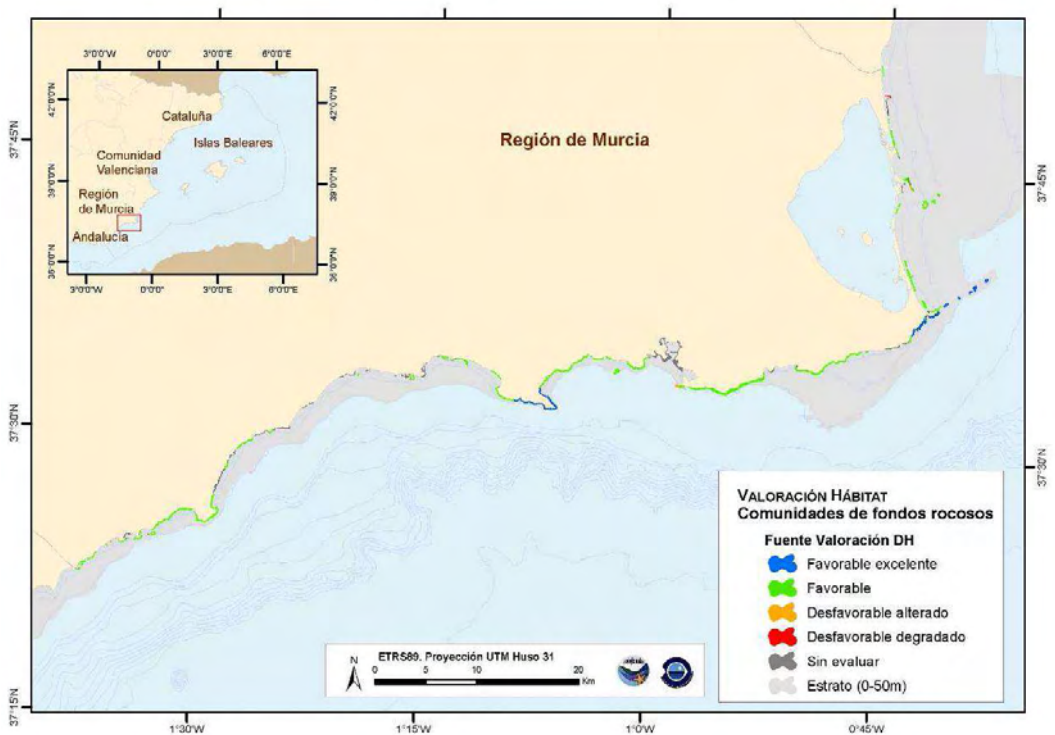 3°0'0"W 0°0'0" 3°0'0"E 6°0'0"E
42°0'0"N
42°0'0"N
Cataluña
Islas Baleares
Comunidad
Valenciana
39°0'0"N
39°0'0"N
Región
de Murcia
Andalucía
36°0'0"N
36°0'0"N
3°0'0"W 0°0'0" 3°0'0"E 6°0'0"E
Región de Murcia
37°45'N
37°45'N
37°30'N
37°30'N
VALORACIÓN HÁBITAT
Comunidades de fondos rocosos
Fuente Valoración DH
Favorable excelente
Favorable
Desfavorable alterado
Desfavorable degradado
Sin evaluar
Estrato (0-50m)
ETRS89. Proyección UTM Huso 31
N
0 5 10 20
Km
37°15'N
1°30'W 1°15'W 1°0'W 0°45'W